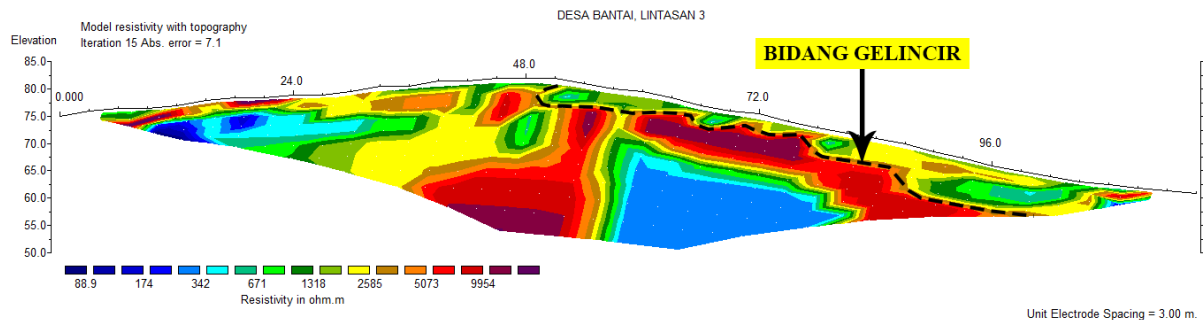 DESA BANTAI, LINTASAN 3
Model resistivity with topography
Iteration 15 Abs. error = 7.1
Elevation
BIDANG GELINCIR
85.0
80.0
75.0
70.0
65.0
60.0
55.0
50.0
0.000
24.0
48.0
72.0
96.0
88.9 174 342 671 1318 2585 5073 9954
Resistivity in ohm.m
Unit Electrode Spacing = 3.00 m.